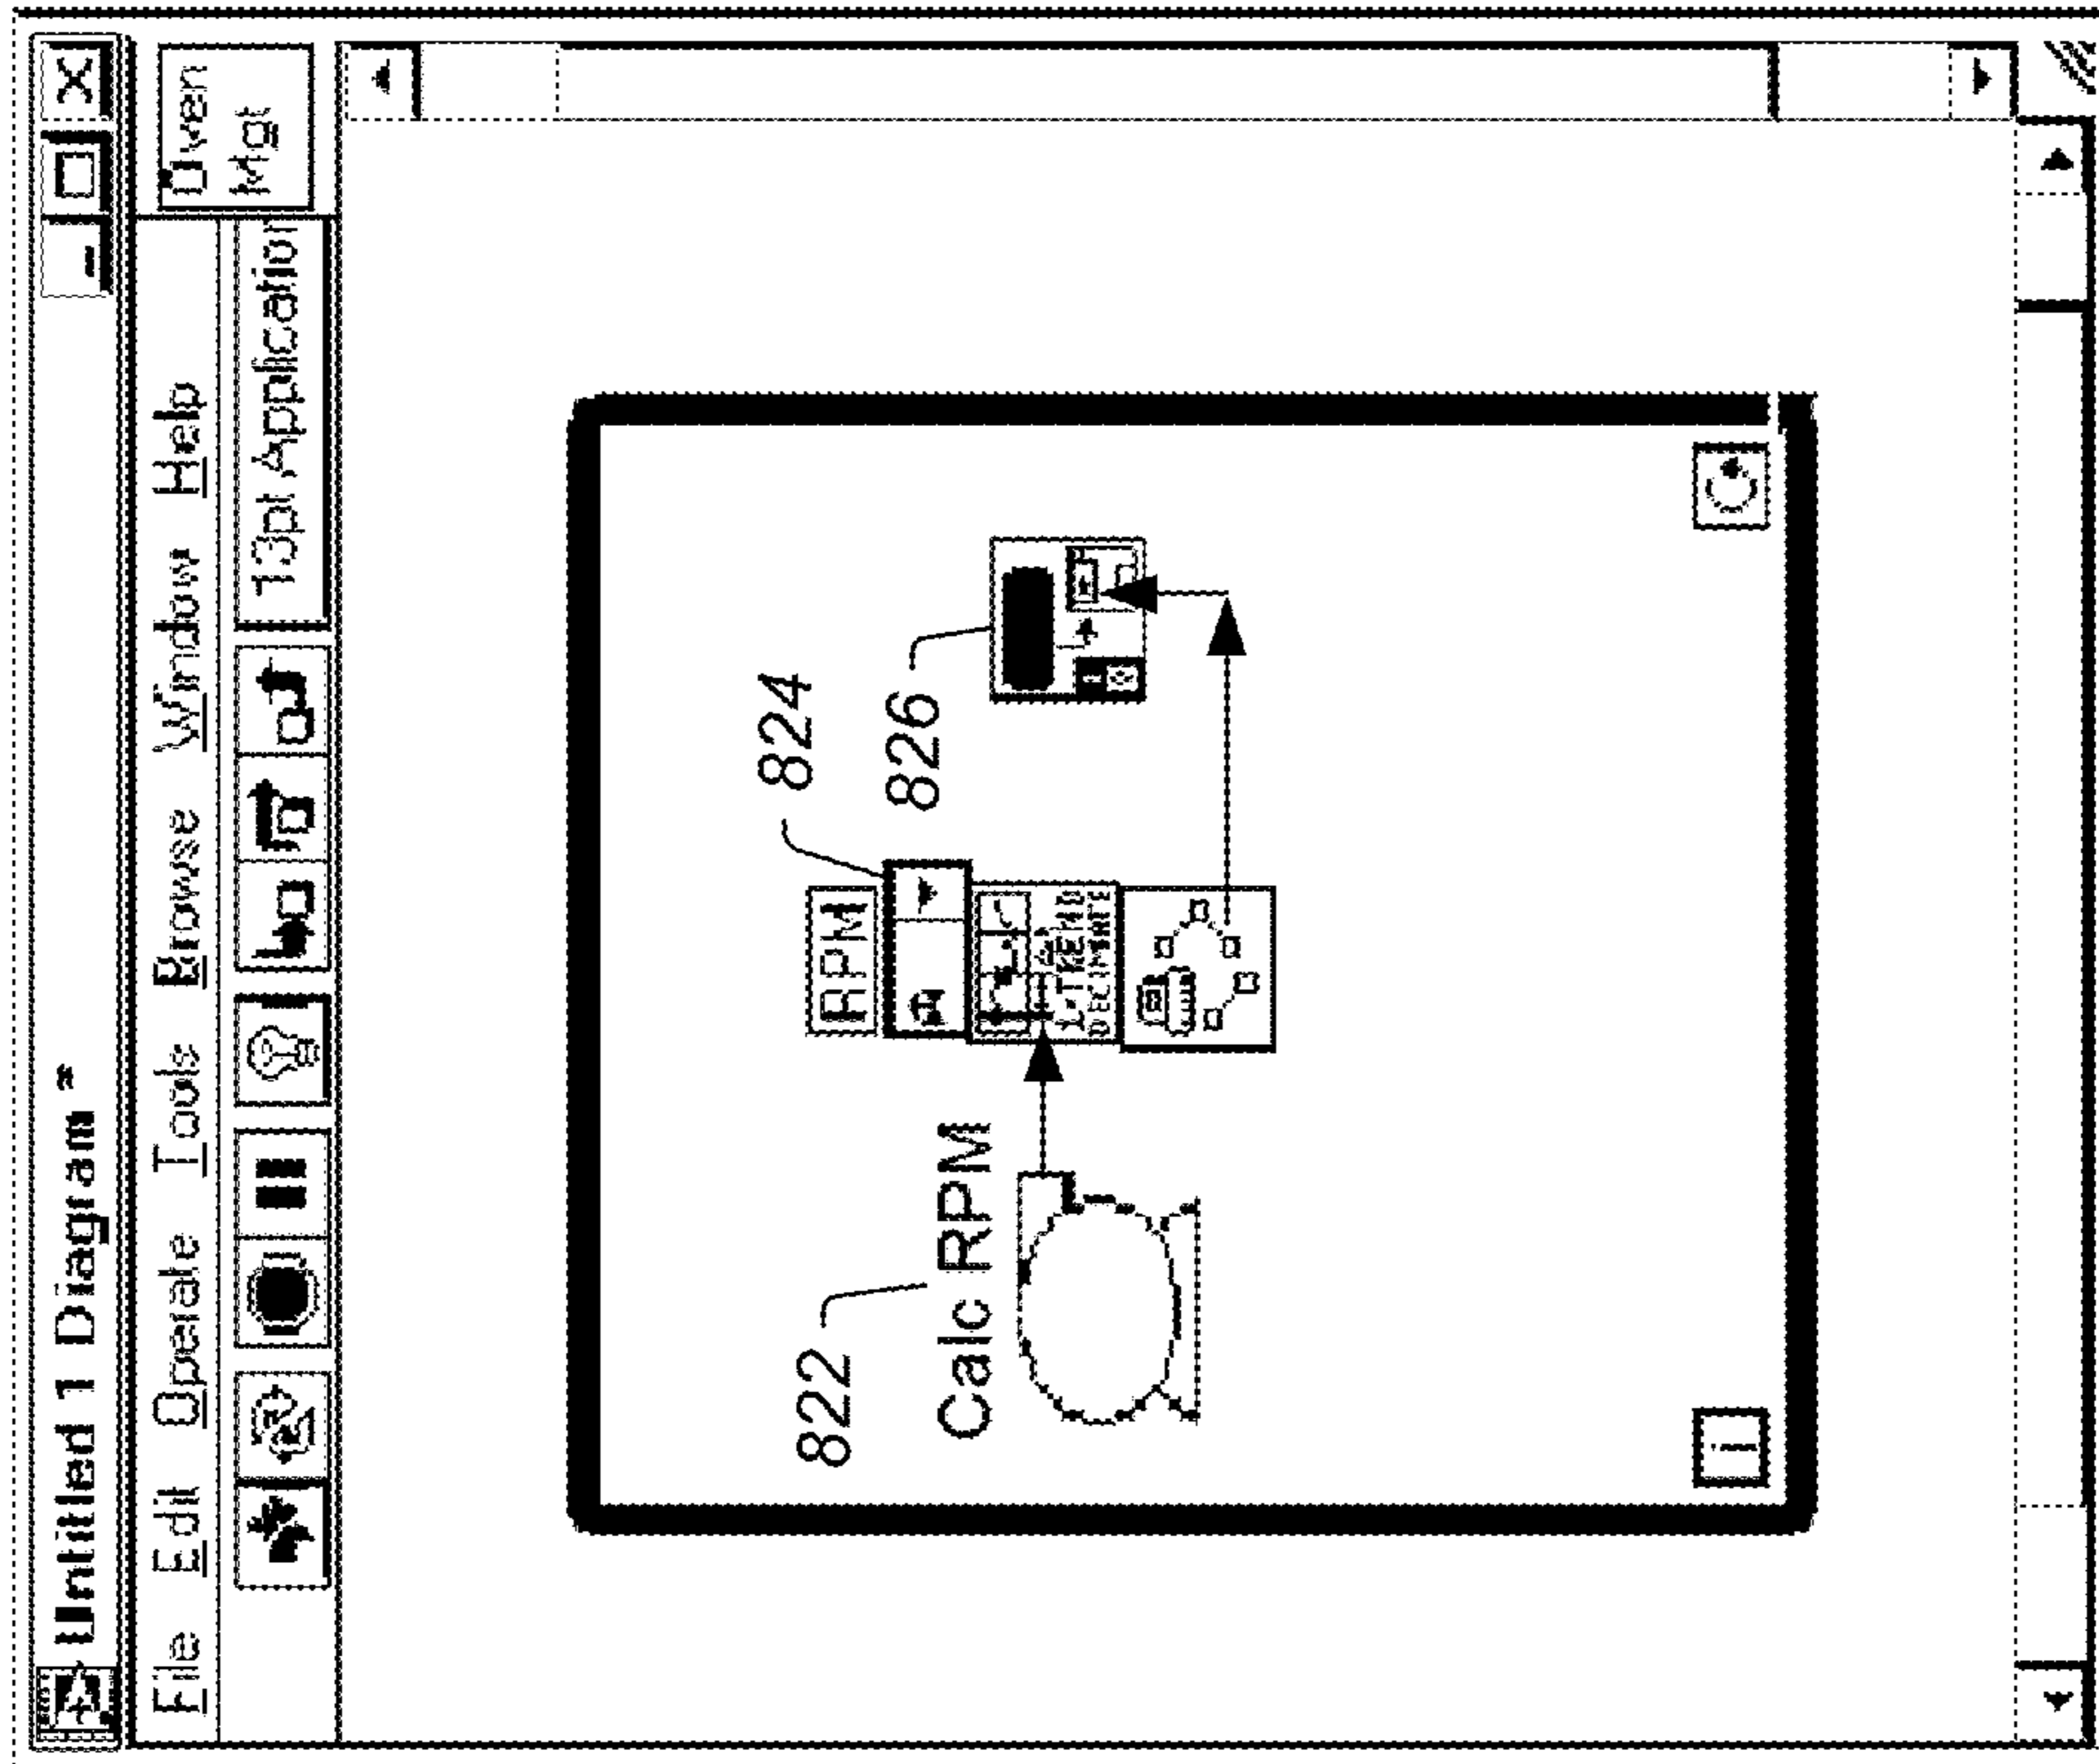 Untitled 1 Diagram *
File Edit Operate Tools Browse Window Help
13pt Application
Oven
Mgt
822
Calc RPM
RPM
824
826
i